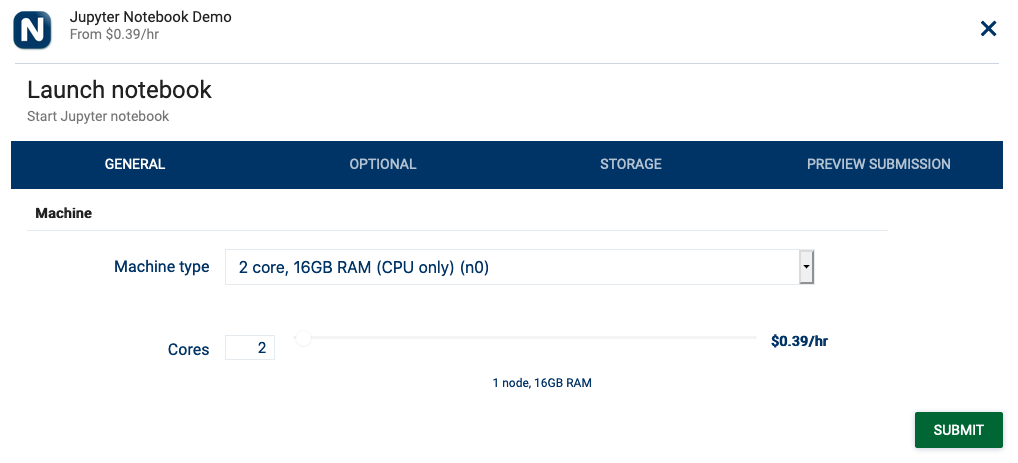 N
Jupyter Notebook Demo
From $0.39/hr
Launch notebook
Start Jupyter notebook
GENERAL OPTIONAL STORAGE PREVIEW SUBMISSION
Machine
Machine type 2 core, 16GB RAM (CPU only) (n0)
Cores 2 $0.39/hr
1 node, 16GB RAM
SUBMIT